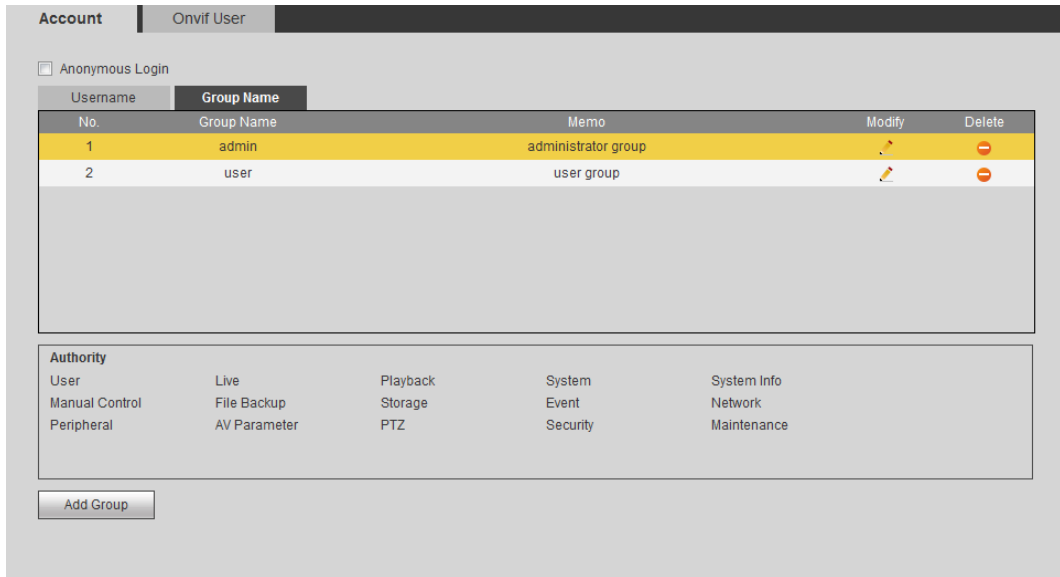 Account Onvif User
Anonymous Login
Username Group Name
No. Group Name Memo Modify Delete
1 admin administrator group
2 user user group
Authority
User Live Playback System System Info
Manual Control File Backup Storage Event Network
Peripheral AV Parameter PTZ Security Maintenance
Add Group